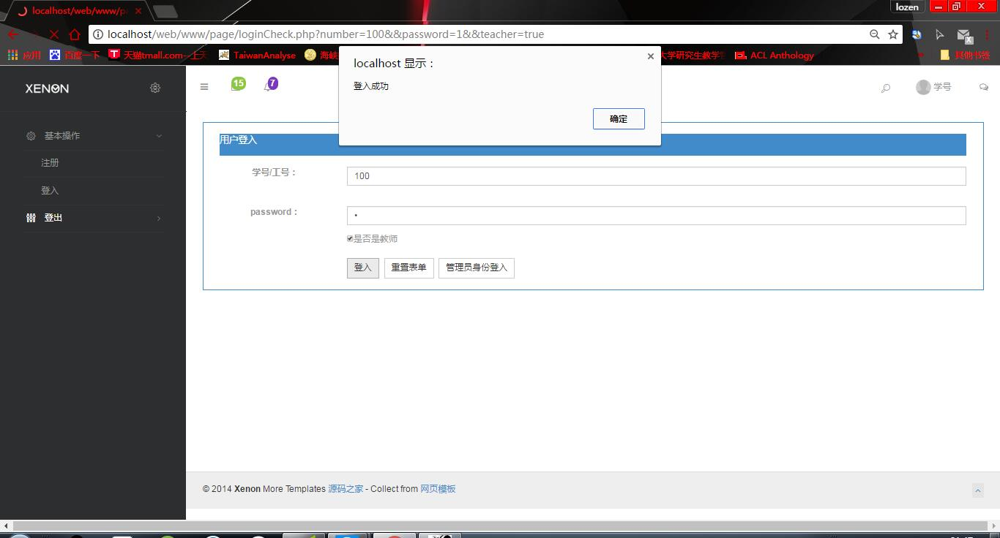 localhost/web/www/pa
lozen
localhost/web/www/page/loginCheck.php?number=100&&password=1&&teacher=true
应用
百度一下
天猫tmall.com--上天
TaiwanAnalyse
海峡
大学研究生教学
ACL Anthology
其他书签
localhost 显示：
登入成功
确定
XENON
15
7
学号
基本操作
注册
登入
登出
用户登入
学号/工号：
100
password：
是否是教师
登入
重置表单
管理员身份登入
© 2014 Xenon More Templates 源码之家 - Collect from 网页模板